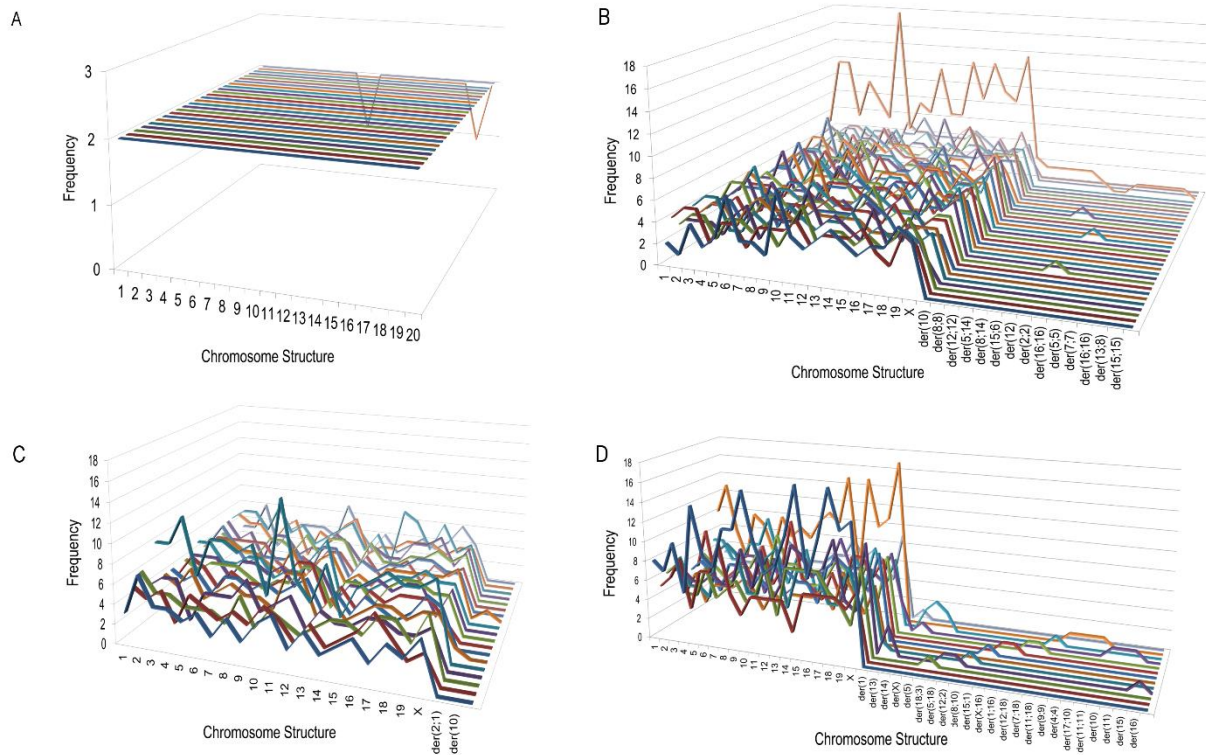 A
3
2
1
0
Frequency
1 2 3 4 5 6 7 8 9 10 11 12 13 14 15 16 17 18 19 20
Chromosome Structure
B
18
16
14
12
10
8
6
4
2
0
Frequency
1
2
3
4
5
6
7
8
9
10
12
13
14
15
16
17
18
19
X
der(10)
der(8;8)
der(12;12)
der(5;14)
der(8;14)
der(15;6)
der(12)
der(2;2)
der(16;16)
der(5;5)
der(7;7)
der(16;16)
der(13;8)
der(15;15)
Chromosome Structure
C
18
16
14
12
10
8
6
4
2
0
Frequency
1
2
3
4
5
6
7
8
9
10
11
12
13
14
15
16
17
18
19
X
der(2;1)
der(10)
Chromosome Structure
D
18
16
14
12
10
8
6
4
2
0
Frequency
1
2
3
4
5
6
7
8
9
10
11
12
13
14
15
16
17
18
19
X
der(1)
der(13)
der(14)
der(X)
der(5)
der(18;3)
der(5;18)
der(12;2)
der(8;10)
der(15;1)
der(X;16)
der(1;16)
der(12;18)
der(7;18)
der(11;18)
der(9;9)
der(4;4)
der(17;10)
der(11;11)
der(10)
der(11)
der(15)
der(16)
Chromosome Structure